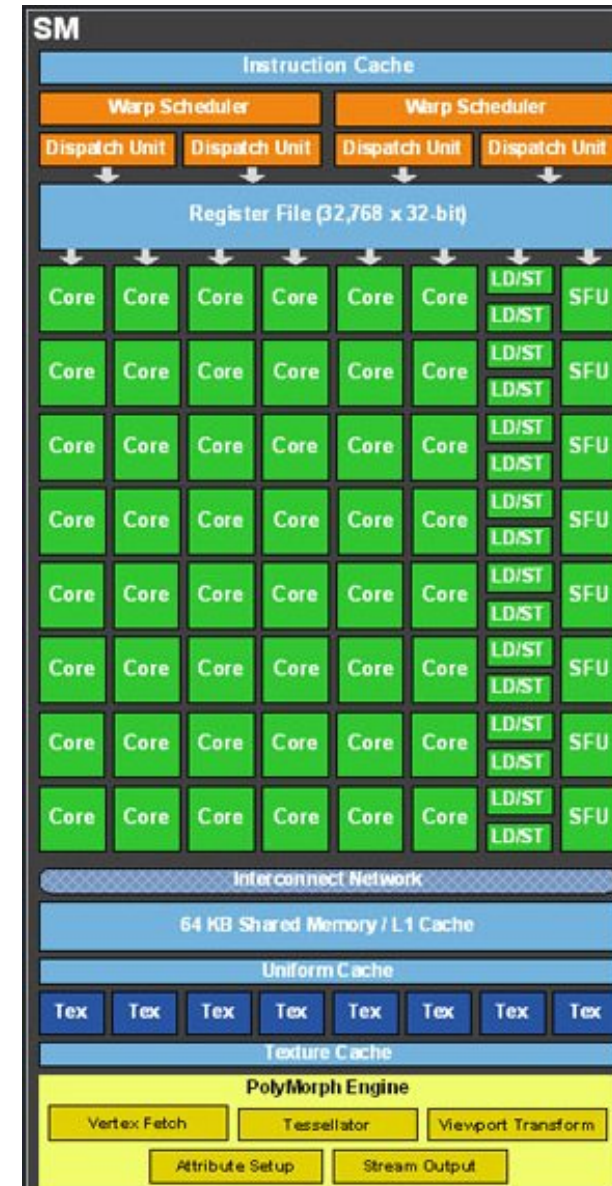 SM
Instruction Cache
Warp Scheduler Warp Scheduler
Dispatch Unit Dispatch Unit Dispatch Unit Dispatch Unit
Register File (32,768 x 32-bit)
Core Core Core Core Core Core LD/ST SFU
LD/ST
Core Core Core Core Core Core LD/ST SFU
LD/ST
Core Core Core Core Core Core LD/ST SFU
LD/ST
Core Core Core Core Core Core LD/ST SFU
LD/ST
Core Core Core Core Core Core LD/ST SFU
LD/ST
Core Core Core Core Core Core LD/ST SFU
LD/ST
Core Core Core Core Core Core LD/ST SFU
LD/ST
Core Core Core Core Core Core LD/ST SFU
LD/ST
Interconnect Network
64 KB Shared Memory / L1 Cache
Uniform Cache
Tex Tex Tex Tex Tex Tex Tex Tex
Texture Cache
PolyMorph Engine
Vertex Fetch Tessellator Viewport Transform
Attribute Setup Stream Output